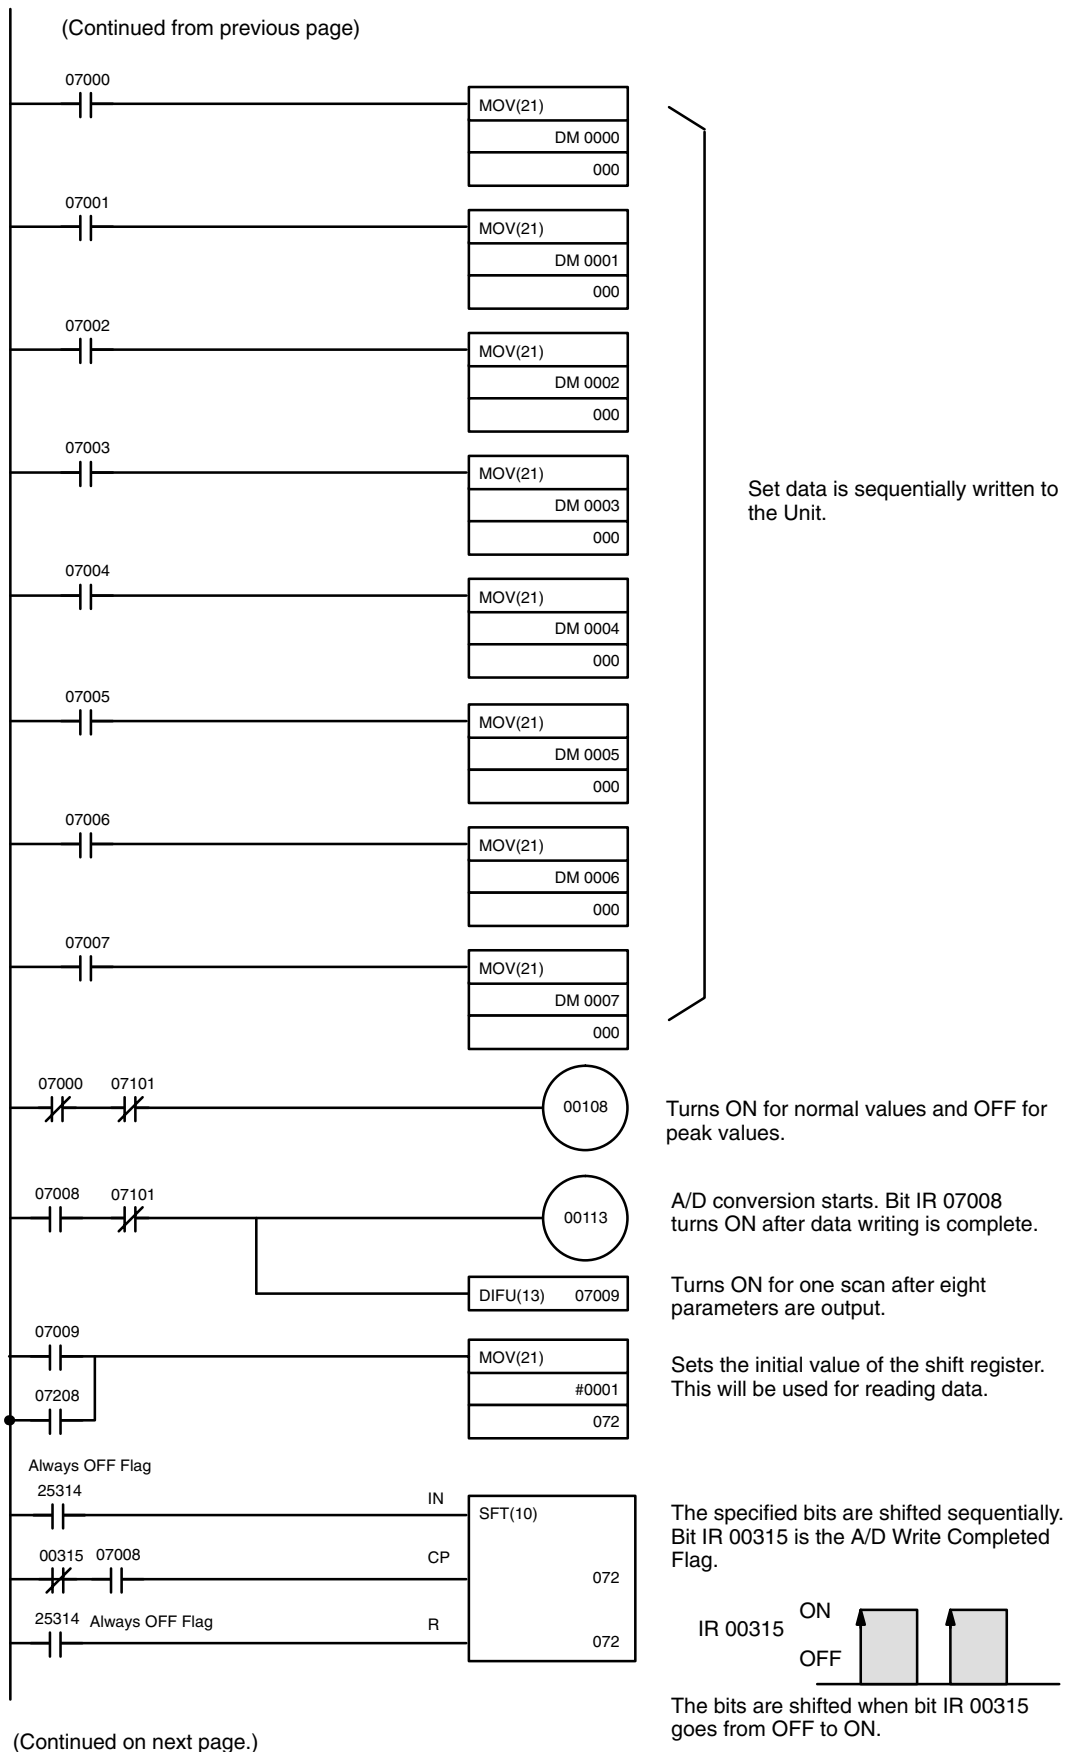 (Continued from previous page)
07000
MOV(21)
DM 0000
000
07001
MOV(21)
DM 0001
000
07002
MOV(21)
DM 0002
000
07003
MOV(21)
DM 0003
000
Set data is sequentially written to
the Unit.
07004
MOV(21)
DM 0004
000
07005
MOV(21)
DM 0005
000
07006
MOV(21)
DM 0006
000
07007
MOV(21)
DM 0007
000
07000 07101
00108
Turns ON for normal values and OFF for
peak values.
07008 07101
00113
A/D conversion starts. Bit IR 07008
turns ON after data writing is complete.
DIFU(13) 07009
Turns ON for one scan after eight
parameters are output.
07009
MOV(21)
#0001
072
07208
Sets the initial value of the shift register.
This will be used for reading data.
Always OFF Flag
25314
IN
SFT(10)
00315 07008
CP
072
25314 Always OFF Flag
R
072
The specified bits are shifted sequentially.
Bit IR 00315 is the A/D Write Completed
Flag.
IR 00315
ON
OFF
The bits are shifted when bit IR 00315
goes from OFF to ON.
(Continued on next page.)